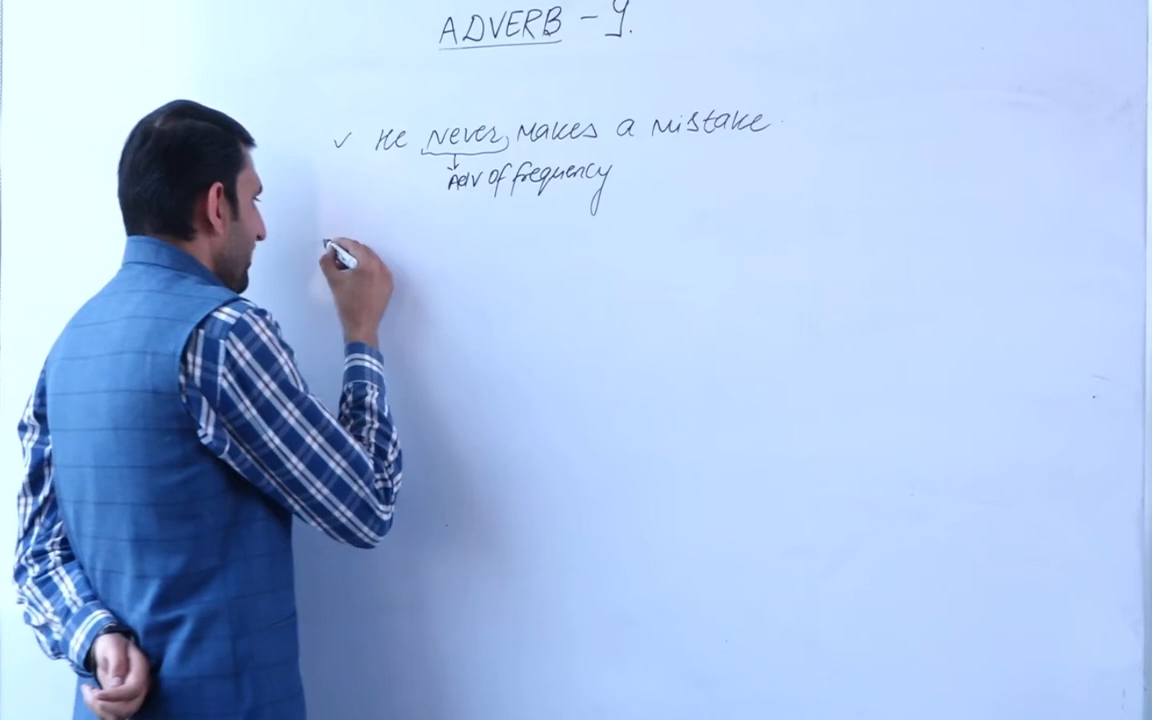 ADVERB - 9.
✓ He Never, Makes a Mistake.
Adv of frequency